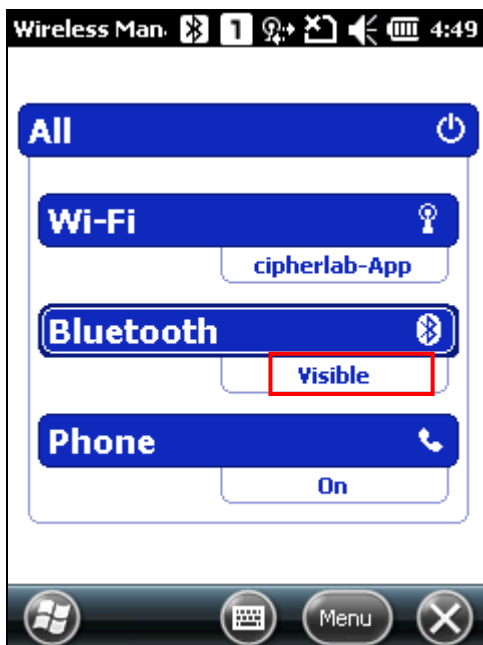 Wireless Man 1 4:49
All
Wi-Fi
cipherlab-App
Bluetooth
Visible
Phone
On
Menu